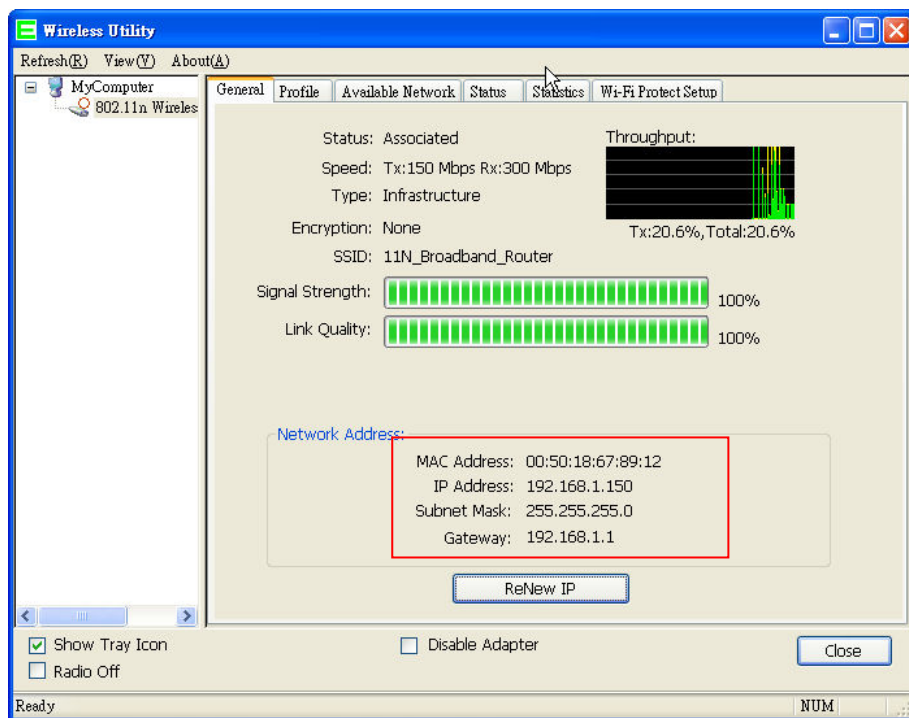 Wireless Utility
Refresh(R) View(V) About(A)
MyComputer
802.11n Wireles
General Profile Available Network Status Statistics Wi-Fi Protect Setup
Status: Associated
Speed: Tx:150 Mbps Rx:300 Mbps
Type: Infrastructure
Encryption: None
SSID: 11N_Broadband_Router
Throughput:
Tx:20.6%,Total:20.6%
Signal Strength: 100%
Link Quality: 100%
Network Address:
MAC Address: 00:50:18:67:89:12
IP Address: 192.168.1.150
Subnet Mask: 255.255.255.0
Gateway: 192.168.1.1
ReNew IP
Show Tray Icon
Radio Off
Disable Adapter
Close
Ready NUM